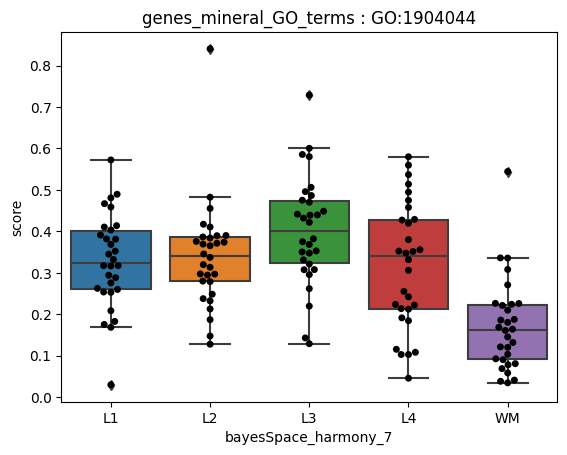 genes_mineral_GO_terms : GO:1904044
score
0.8
0.7
0.6
0.5
0.4
0.3
0.2
0.1
0.0
L1 L2 L3 L4 WM
bayesSpace_harmony_7